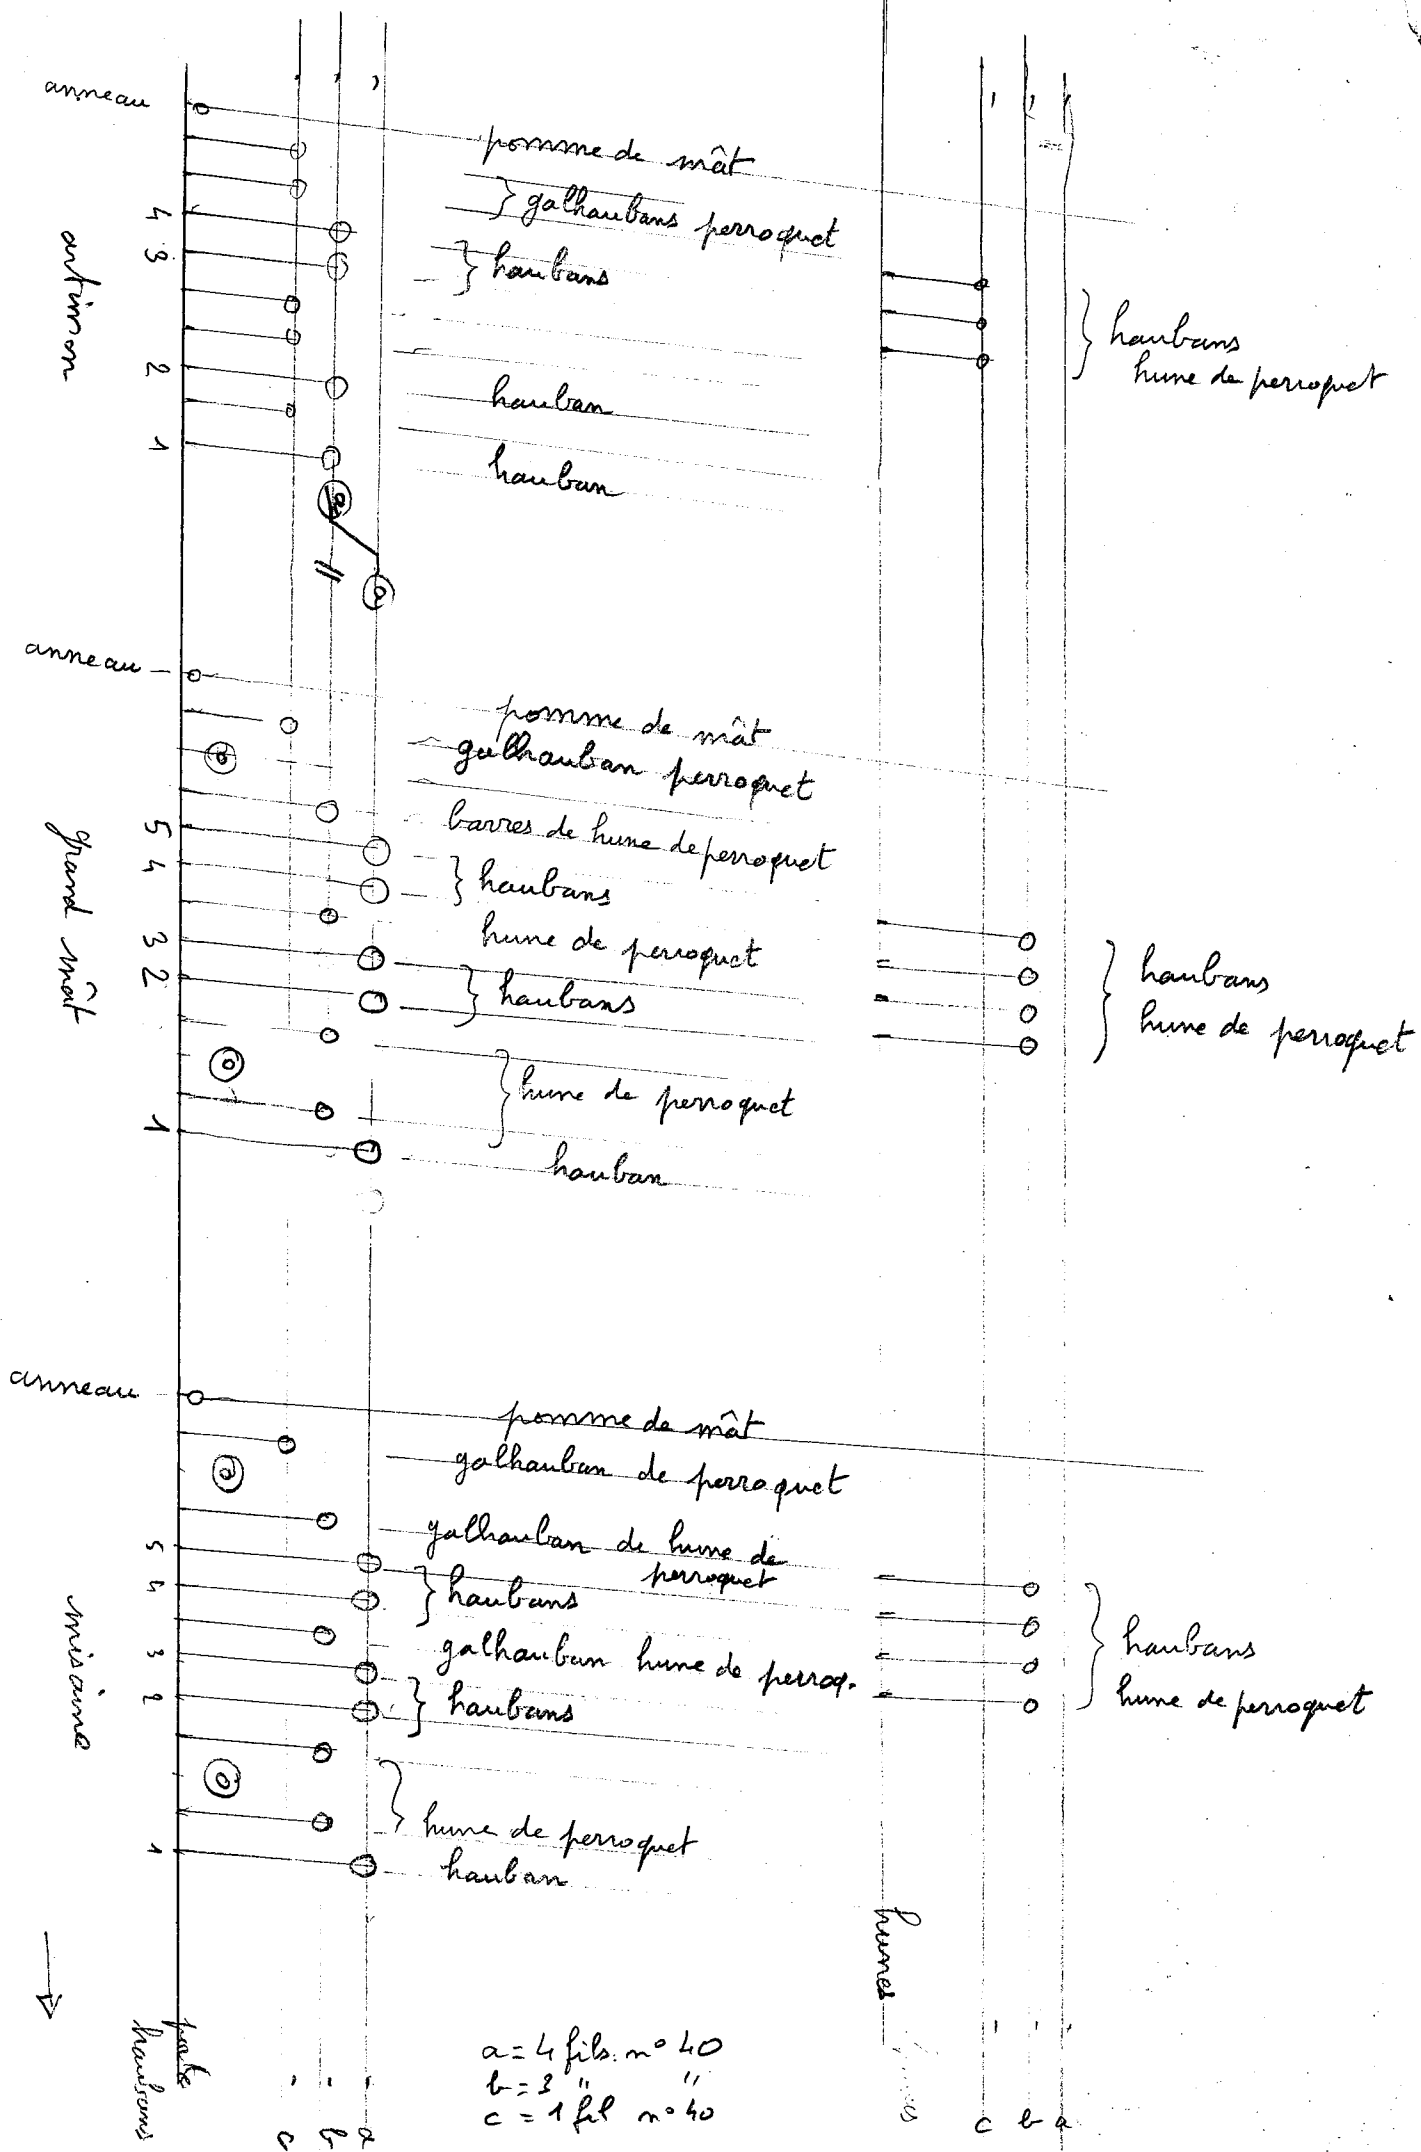 anneau
pomme de mât
galhaubans perroquet
4
3
haubans
haubans
hune de perroquet
artimon
2
hauban
1
hauban
a
a
anneau
pomme de mât
galhauban perroquet
barres de hune de perroquet
5
4
haubans
grand mât
hune de perroquet
3
2
haubans
haubans
hune de perroquet
hune de perroquet
1
hauban
anneau
pomme de mât
galhauban de perroquet
galhauban de hune de
perroquet
5
4
haubans
galhauban hune de perroq.
3
2
haubans
haubans
hune de perroquet
misaine
hune de perroquet
1
hauban
hunes
porte
haubans
a = 4 fils n° 40
b = 3 " "
c = 1 fil n° 40
c b a
c b a